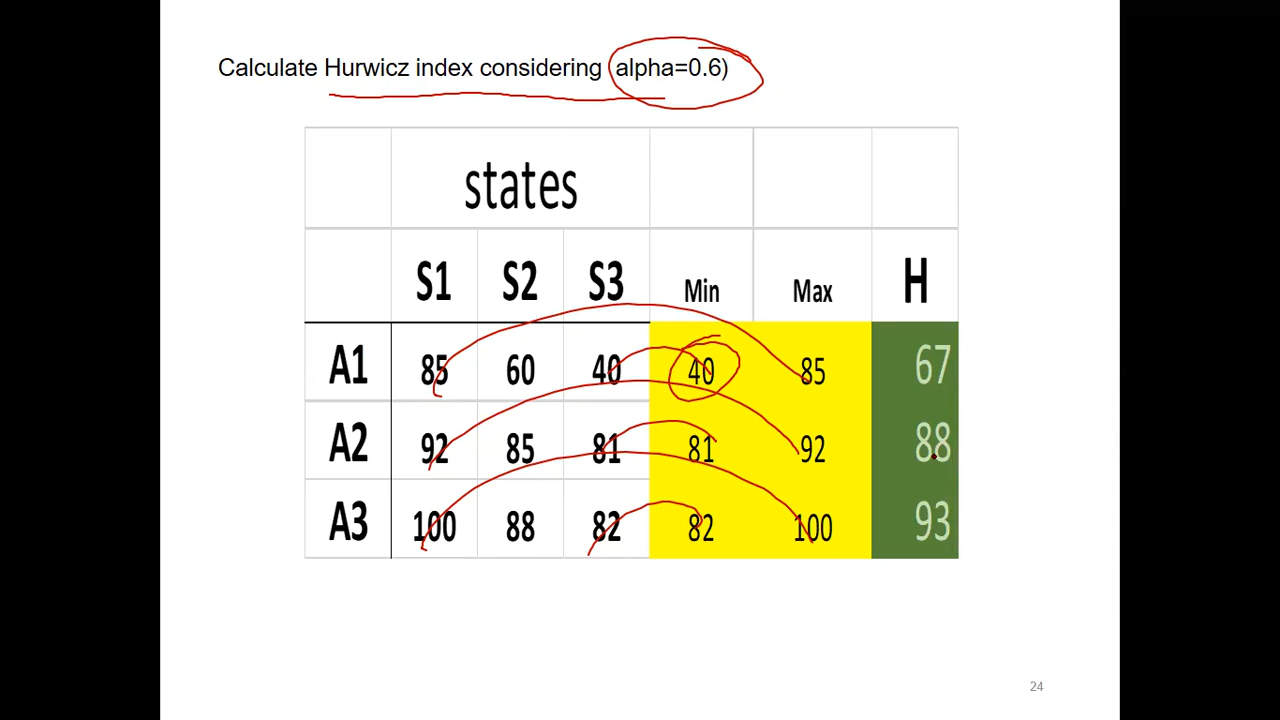 Calculate Hurwicz index considering alpha=0.6)
states
S1 S2 S3 Min Max H
A1 85 60 40 40 85 67
A2 92 85 81 81 92 88
A3 100 88 82 82 100 93
24